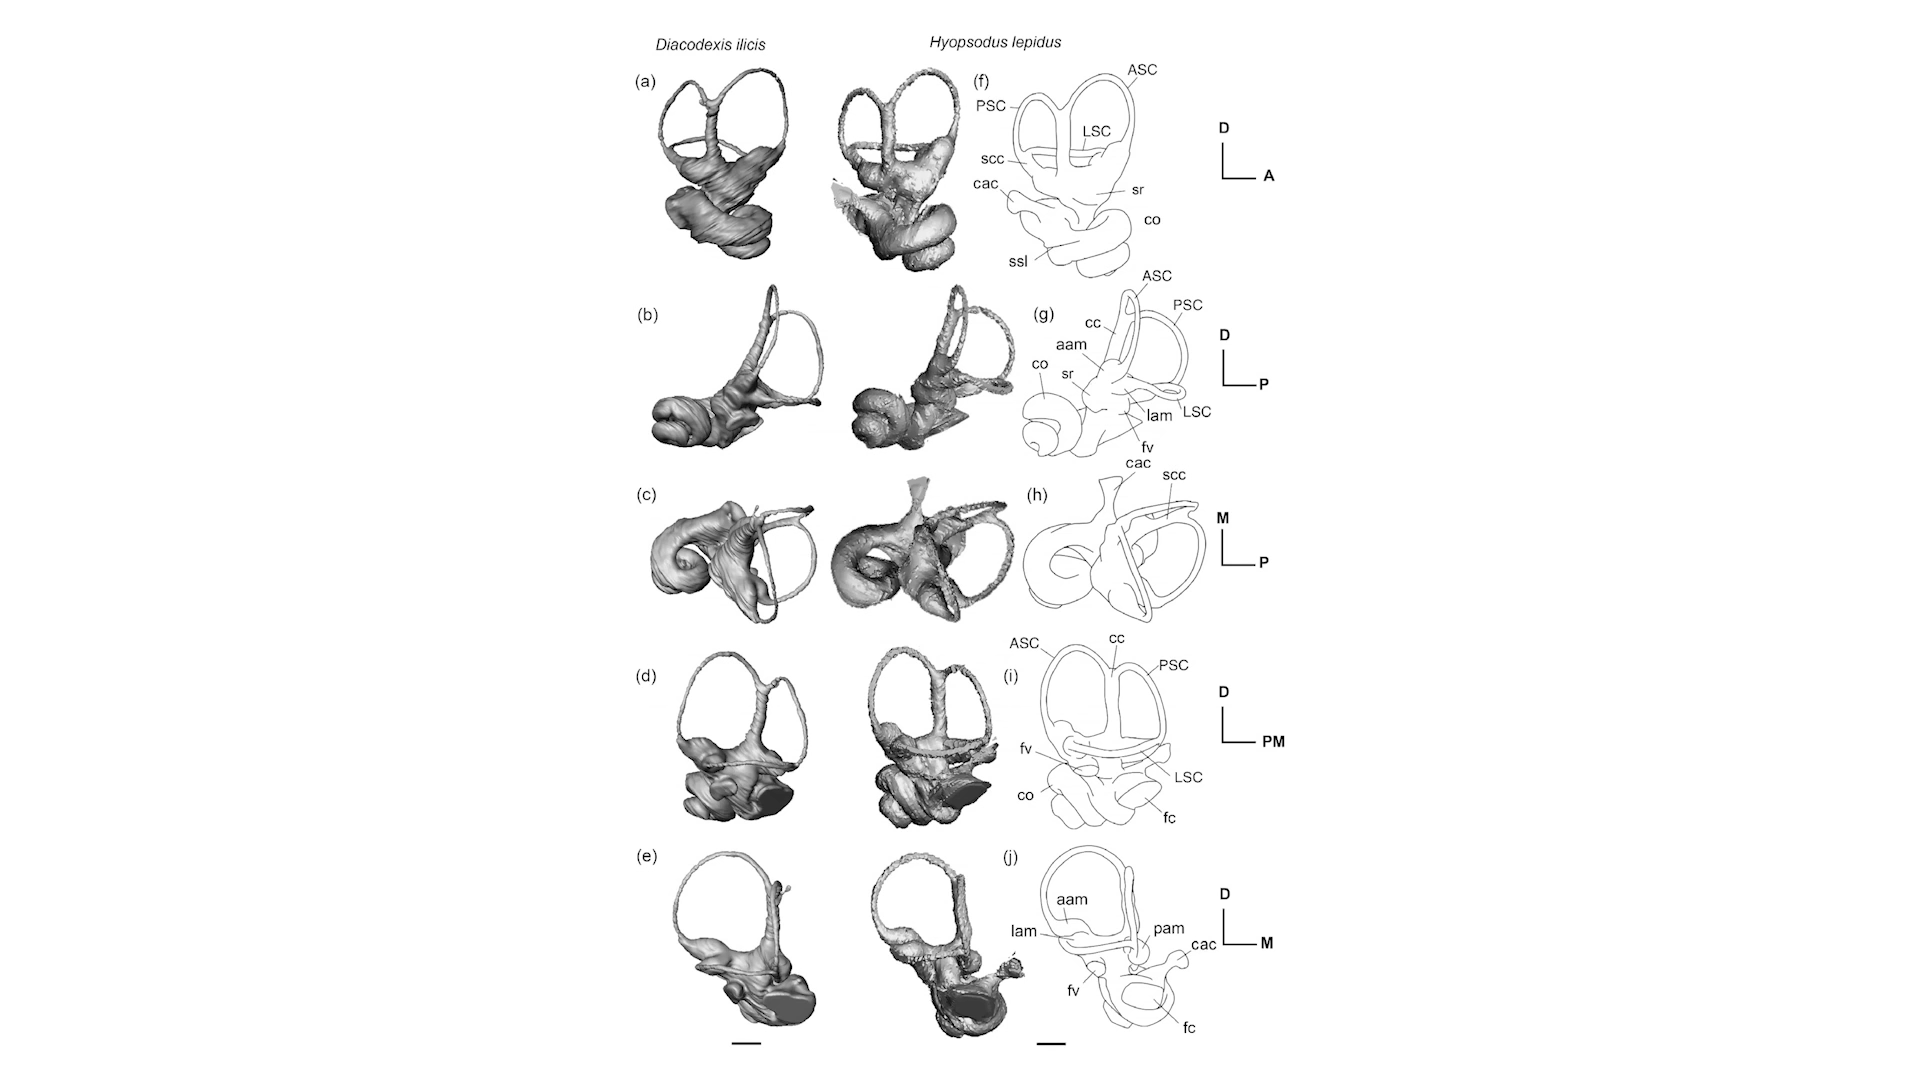 Diacodexis ilicis
Hyopsodus lepidus
(a)
(f)
ASC
PSC
LSC
scc
cac
sr
co
ssl
D
A
(b)
(g)
ASC
PSC
cc
aam
co
sr
lam
LSC
fv
D
P
(c)
(h)
cac
scc
M
P
(d)
(i)
ASC
cc
PSC
fv
LSC
co
fc
D
PM
(e)
(j)
aam
lam
pam
cac
fv
fc
D
M